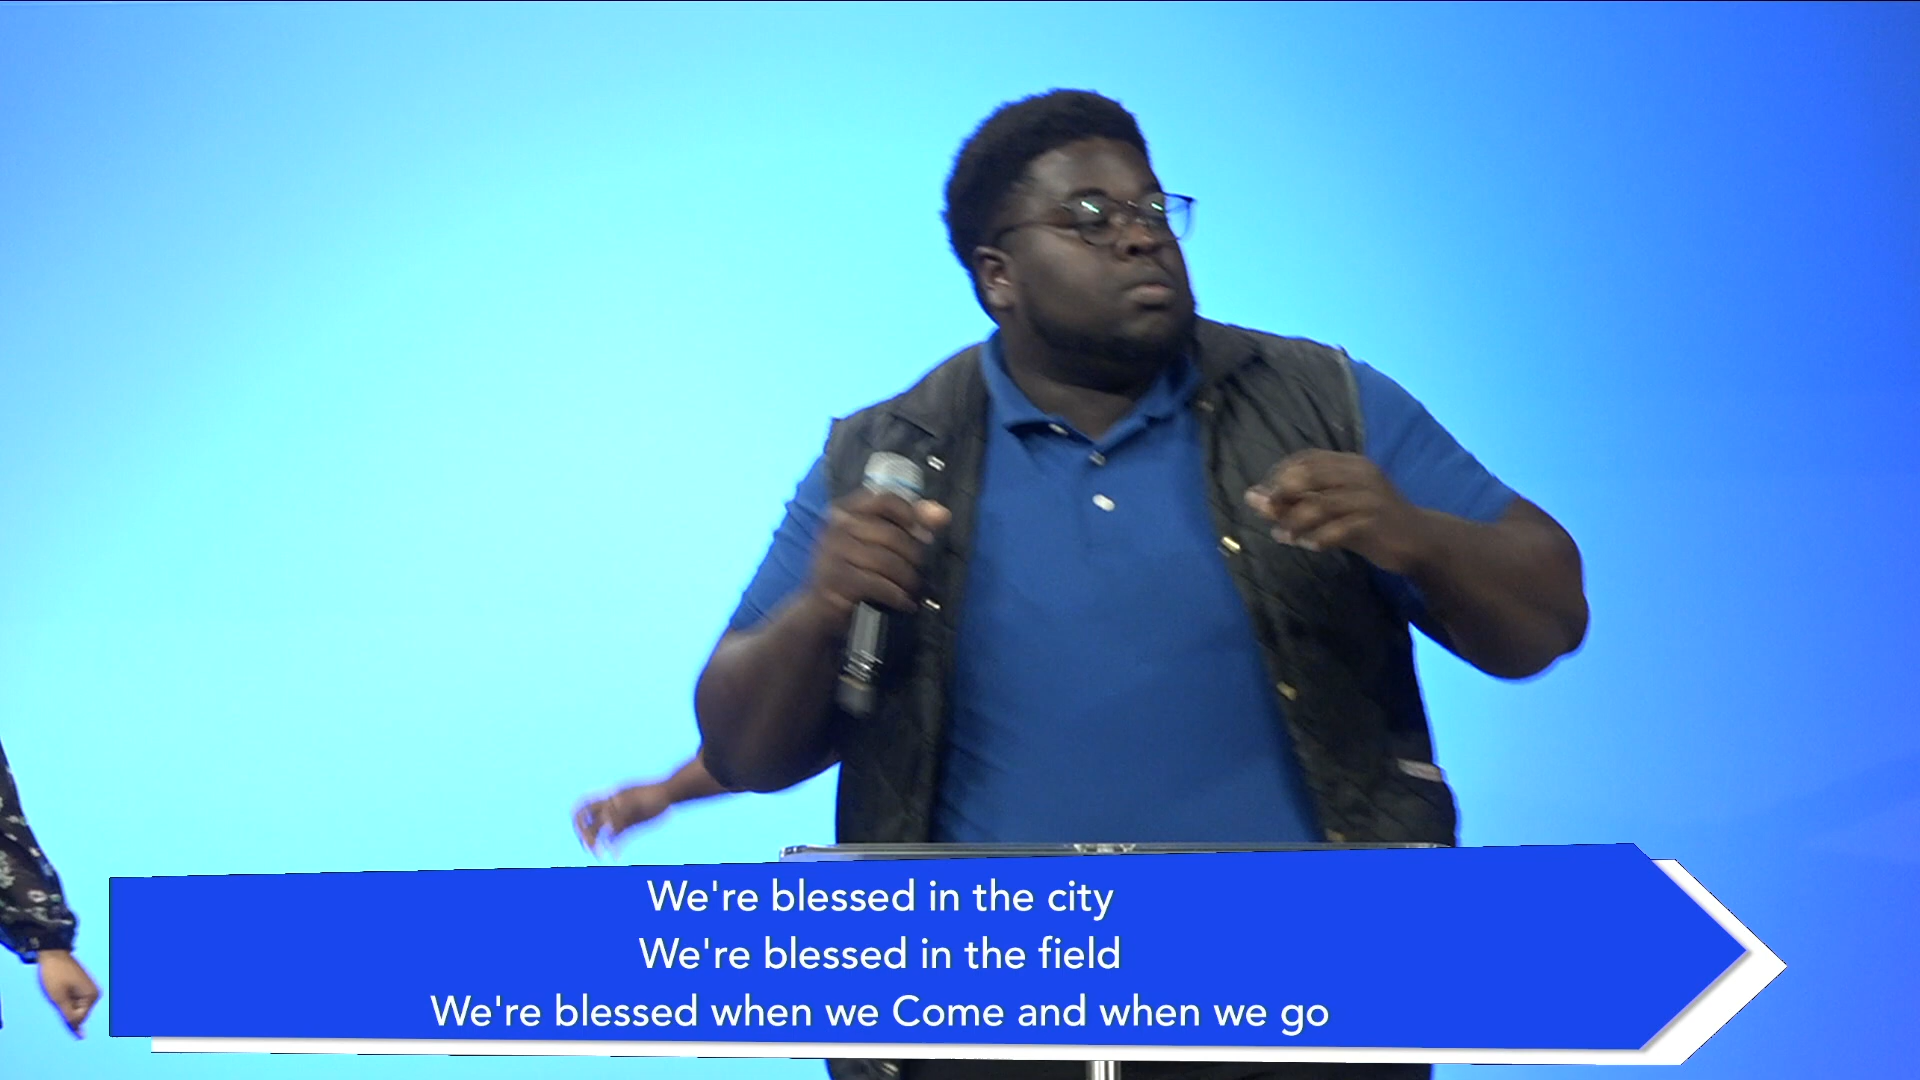 We're blessed in the city
We're blessed in the field
We're blessed when we Come and when we go